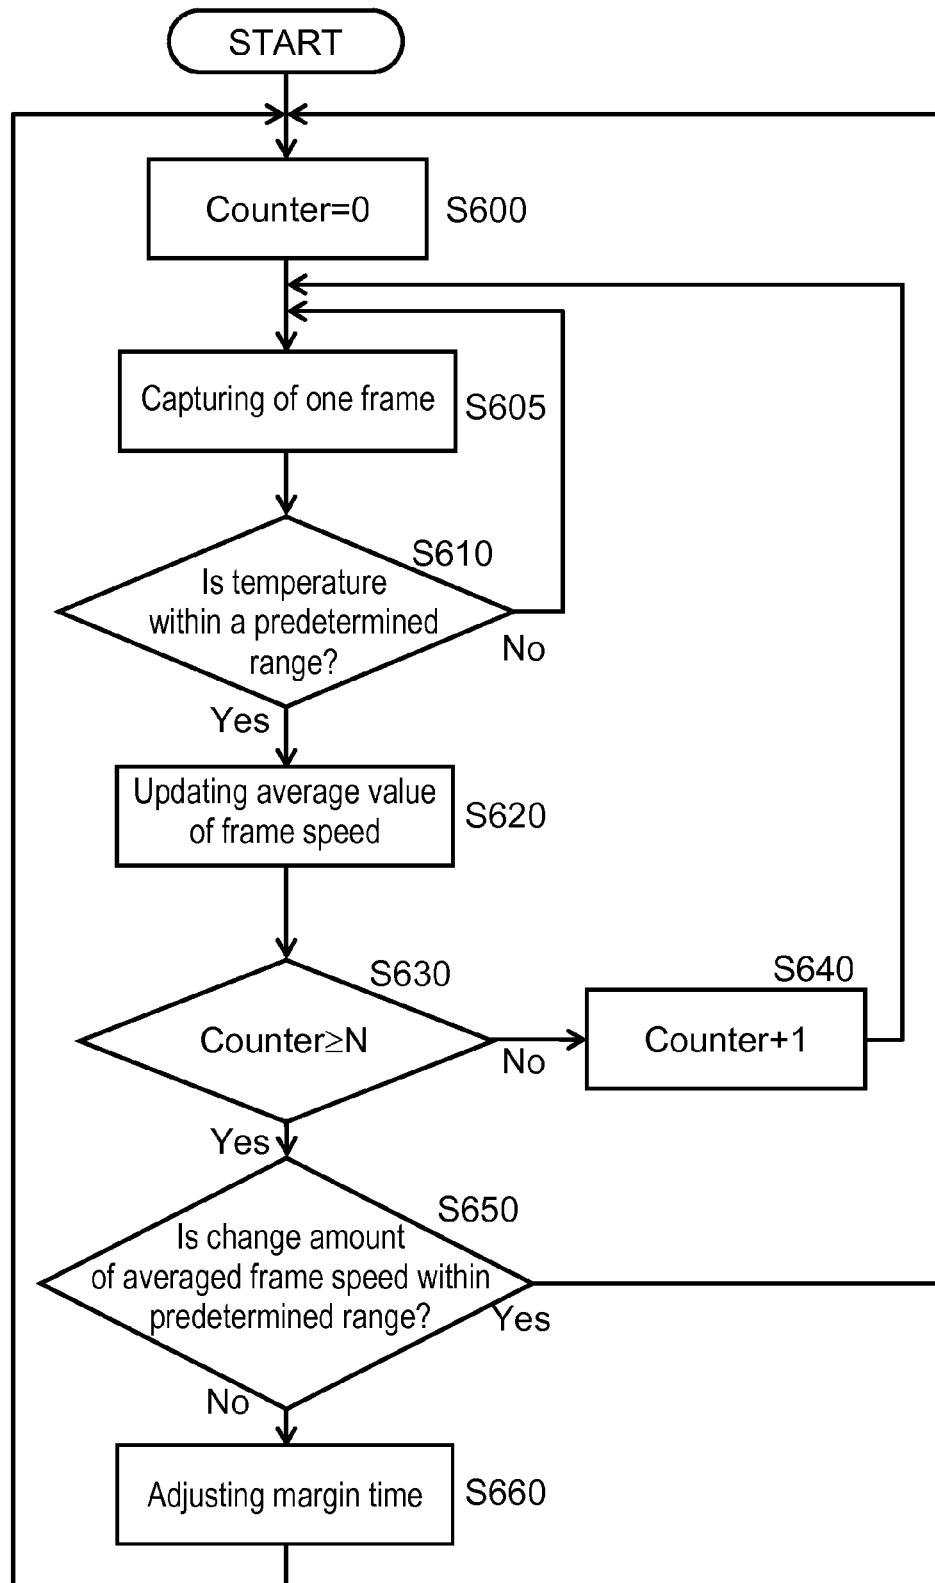 START
Counter=0
S600
Capturing of one frame
S605
S610
Is temperature
within a predetermined
range?
No
Yes
Updating average value
of frame speed
S620
S630
S640
Counter≥N
Counter+1
No
Yes
S650
Is change amount
of averaged frame speed within
predetermined range?
Yes
No
Adjusting margin time
S660